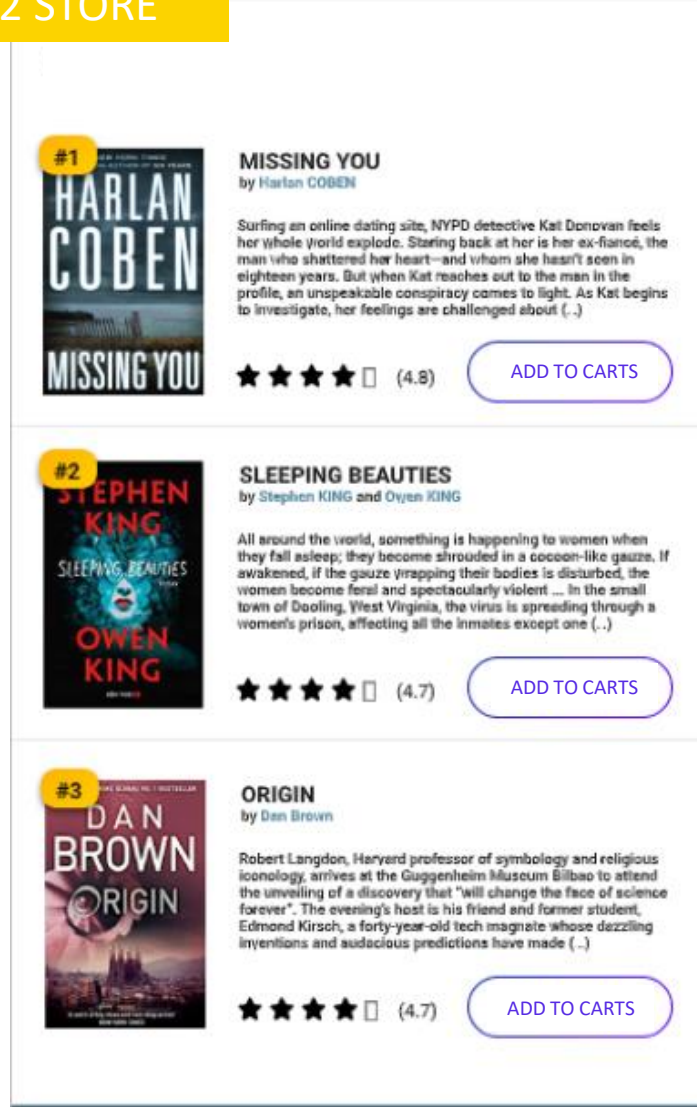 2 STORE
#1
HARLAN
COBEN
MISSING YOU
MISSING YOU
by Harlan COBEN
Surfing an online dating site, NYPD detective Kat Donovan feels
her whole world explode. Staring back at her is her ex-fiancé, the
man who shattered her heart—and whom she hasn't seen in
eighteen years. But when Kat reaches out to the man in the
profile, an unspeakable conspiracy comes to light. As Kat begins
to investigate, her feelings are challenged about (..)
(4.8)
ADD TO CARTS
#2
STEPHEN
KING
SLEEPING BEAUTIES
OWEN
KING
SLEEPING BEAUTIES
by Stephen KING and Owen KING
All around the world, something is happening to women when
they fall asleep; they become shrouded in a cocoon-like gauze. If
awakened, if the gauze wrapping their bodies is disturbed, the
women become feral and spectacularly violent ... In the small
town of Dooling, West Virginia, the virus is spreeding through a
women's prison, affecting all the inmates except one (..)
(4.7)
ADD TO CARTS
#3
DAN
BROWN
ORIGIN
ORIGIN
by Dan Brown
Robert Langdon, Harvard professor of symbology and religious
iconology, arrives at the Guggenheim Museum Bilbao to attend
the unveiling of a discovery that "will change the face of science
forever". The evening's host is his friend and former student,
Edmond Kirsch, a forty-year-old tech magnate whose dazzling
inventions and audacious predictions have made (..)
(4.7)
ADD TO CARTS